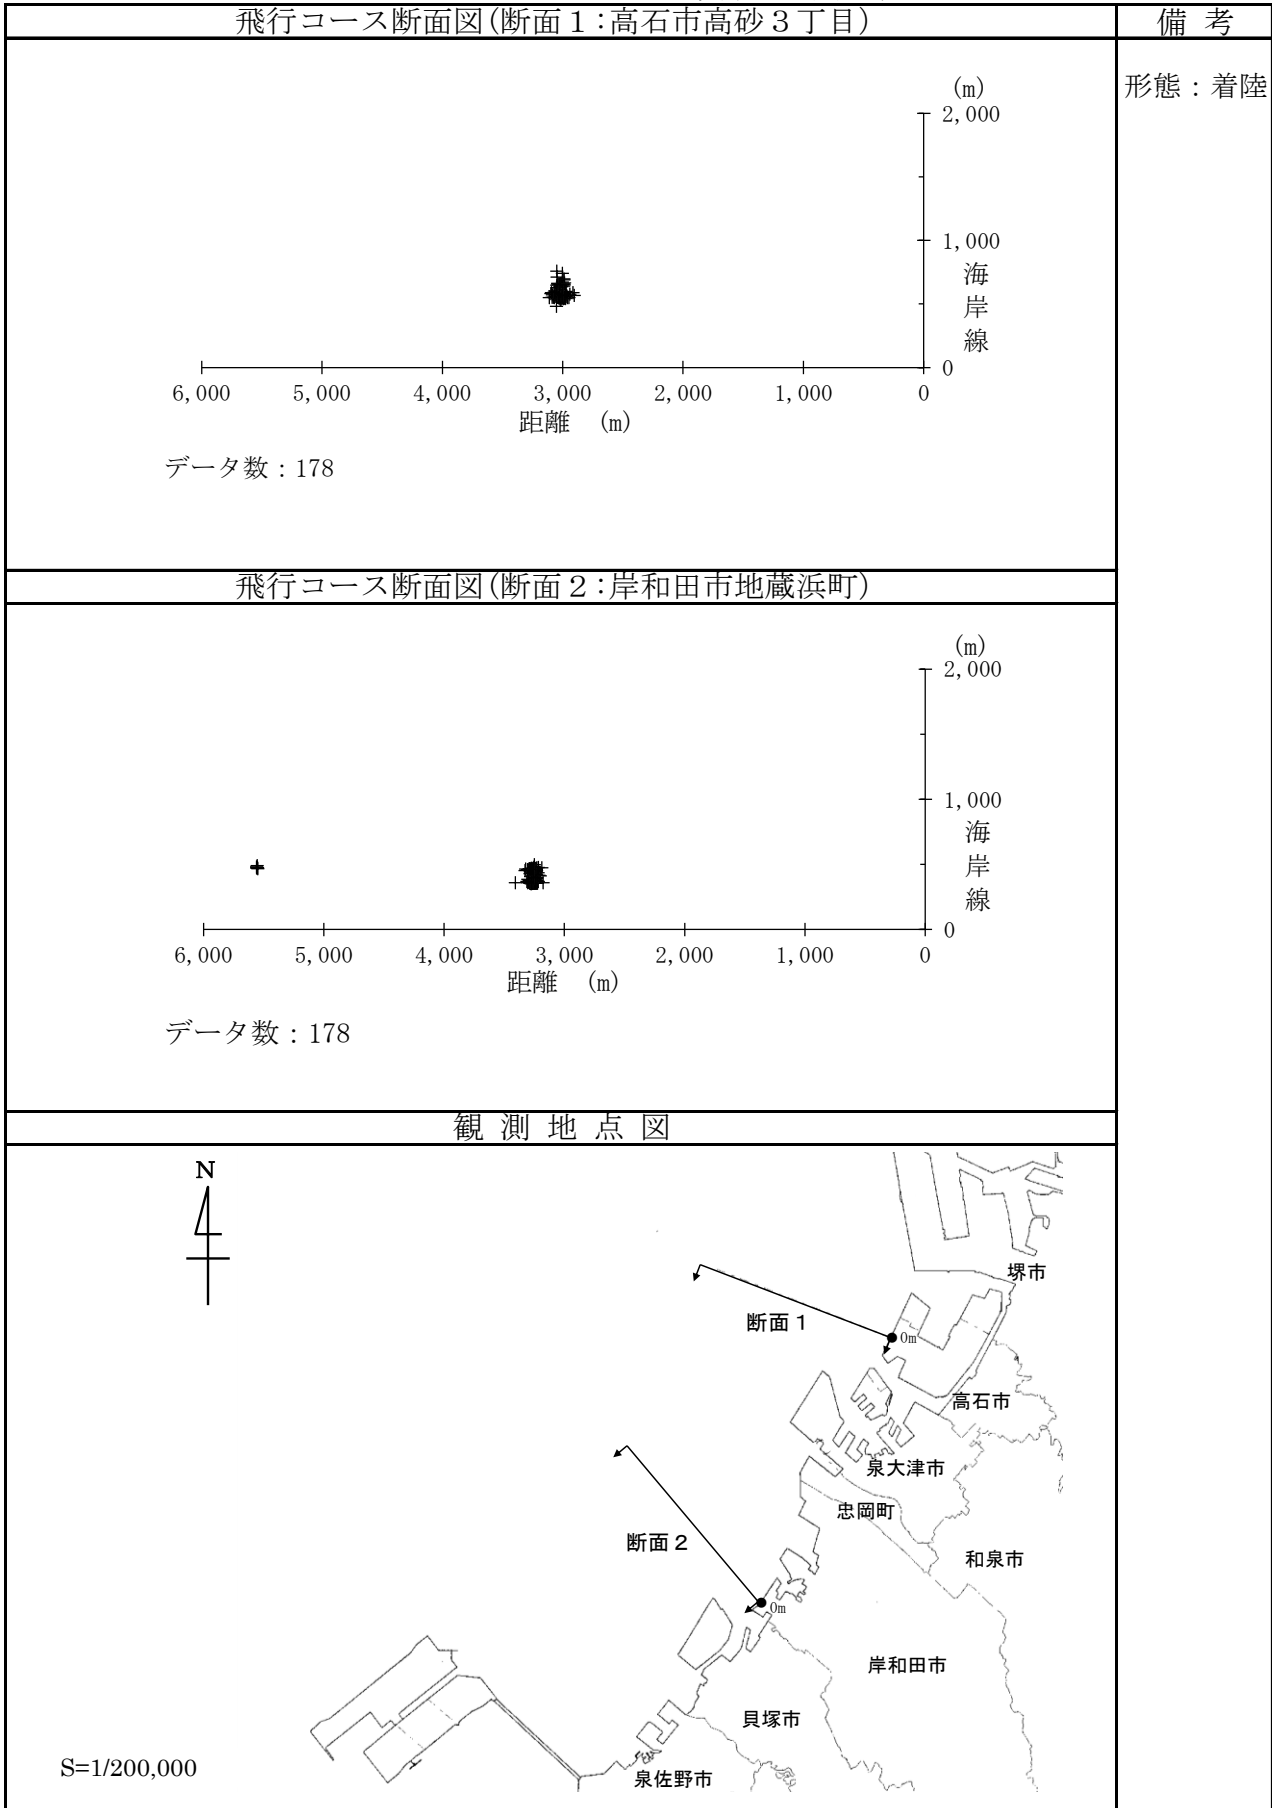 飛行コース断面図(断面１:高石市高砂３丁目)
備 考
形態：着陸
(m)
2,000
1,000
海岸線
0
6,000 5,000 4,000 3,000 2,000 1,000 0
距離 (m)
データ数：178
飛行コース断面図(断面２:岸和田市地蔵浜町)
(m)
2,000
1,000
海岸線
0
6,000 5,000 4,000 3,000 2,000 1,000 0
距離 (m)
データ数：178
観 測 地 点 図
N
堺市
断面１
0m
高石市
泉大津市
忠岡町
断面２
和泉市
0m
岸和田市
貝塚市
S=1/200,000
泉佐野市